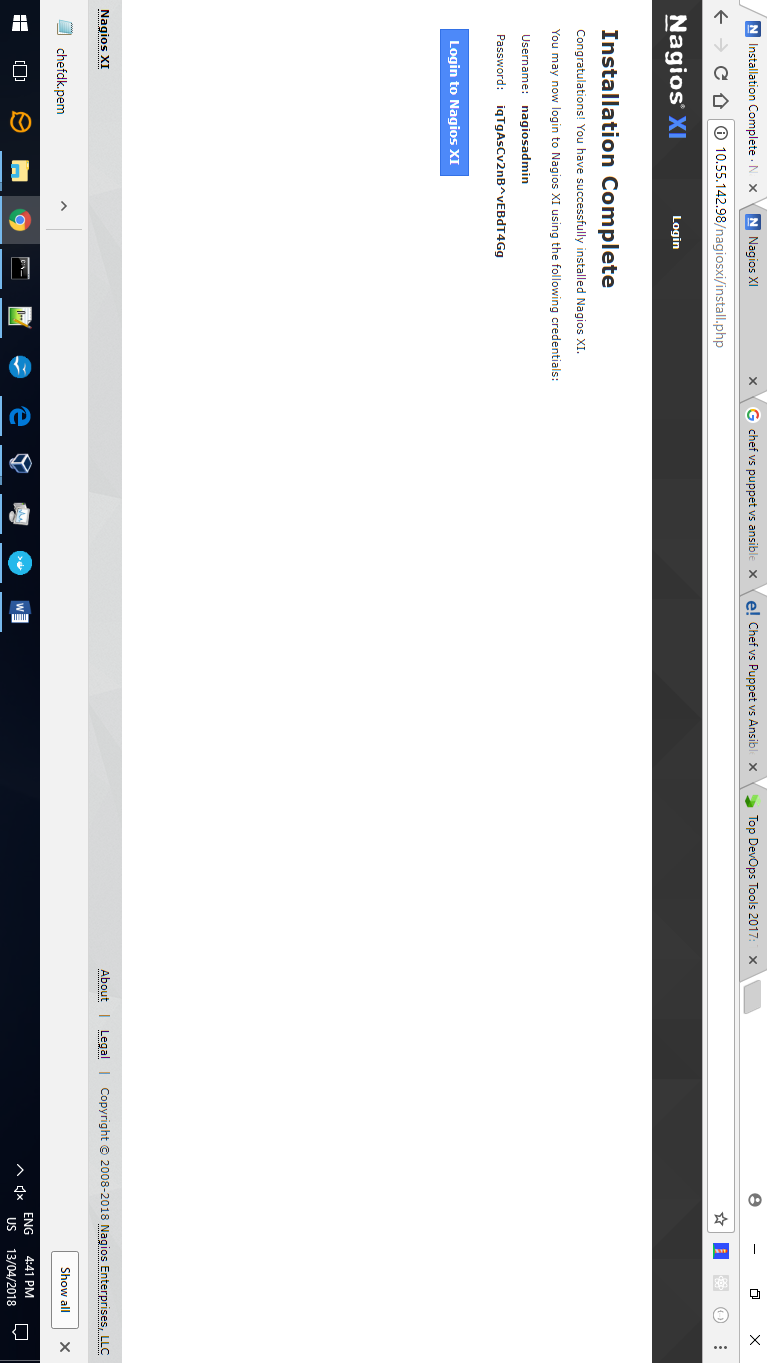 Installation Complete · N
Nagios XI
chef vs puppet vs ansible
Chef vs Puppet vs Ansibl
Top DevOps Tools 2017:
10.55.142.98/nagiosxi/install.php
Nagios® XI
Login
Installation Complete
Congratulations! You have successfully installed Nagios XI.
You may now login to Nagios XI using the following credentials:
Username: nagiosadmin
Password: iqTgAsCv2nB^vEBdT4Gg
Login to Nagios XI
Nagios XI
About | Legal | Copyright © 2008-2018 Nagios Enterprises, LLC
chefdk.pem
Show all
ENG
US
4:41 PM
13/04/2018